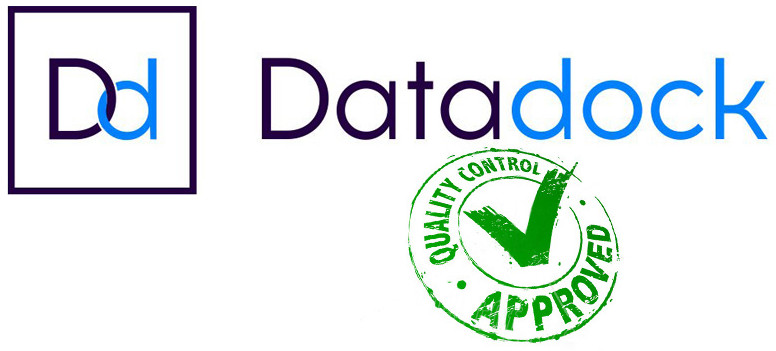 Dd
Datadock
QUALITY CONTROL
APPROVED